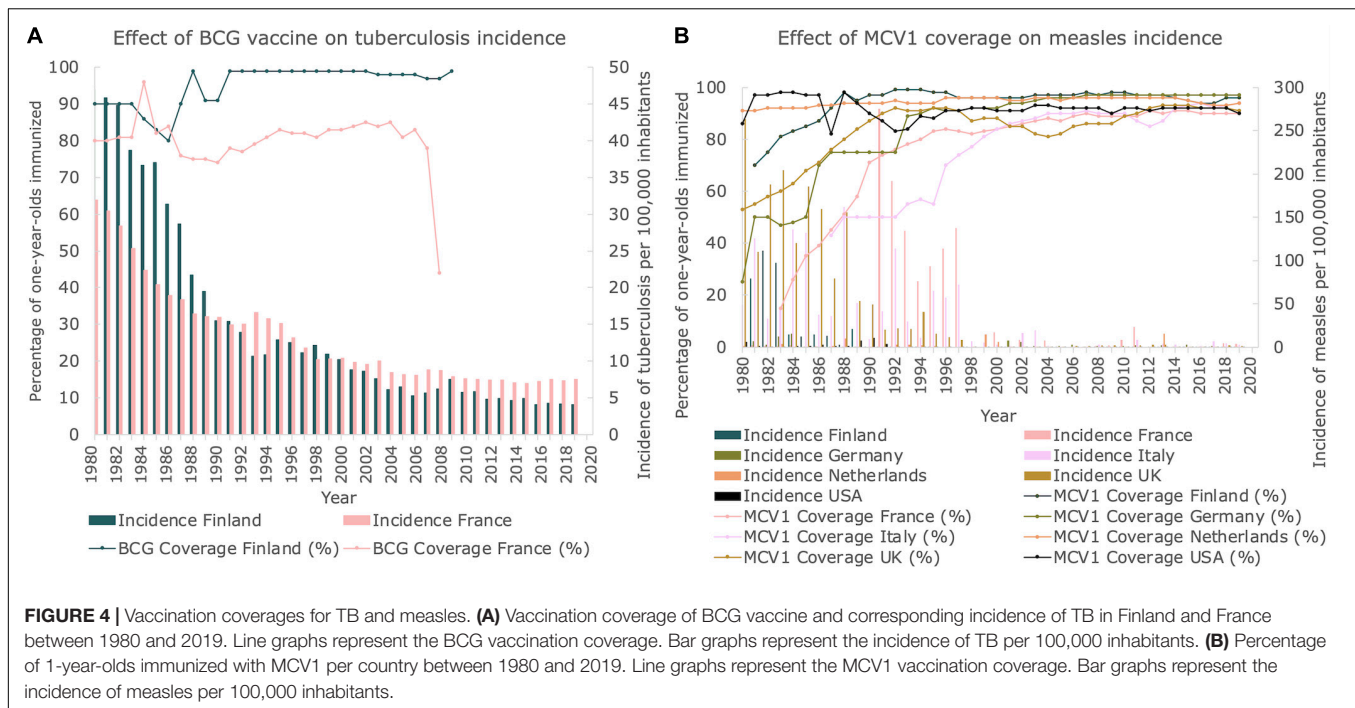 A
Effect of BCG vaccine on tuberculosis incidence
Percentage of one-year-olds immunized
100
90
80
70
60
50
40
30
20
10
0
50
45
40
35
30
25
20
15
10
5
0
Incidence of tuberculosis per 100,000 inhabitants
1980
1982
1984
1986
1988
1990
1992
1994
1996
1998
2000
2002
2004
2006
2008
2010
2012
2014
2016
2018
2020
Year
Incidence Finland
Incidence France
BCG Coverage Finland (%)
BCG Coverage France (%)
B
Effect of MCV1 coverage on measles incidence
Percentage of one-year-olds immunized
100
80
60
40
20
0
300
250
200
150
100
50
0
Incidence of measles per 100,000 inhabitants
1980
1982
1984
1986
1988
1990
1992
1994
1996
1998
2000
2002
2004
2006
2008
2010
2012
2014
2016
2018
2020
Year
Incidence Finland
Incidence France
Incidence Germany
Incidence Italy
Incidence Netherlands
Incidence UK
Incidence USA
MCV1 Coverage Finland (%)
MCV1 Coverage France (%)
MCV1 Coverage Germany (%)
MCV1 Coverage Italy (%)
MCV1 Coverage Netherlands (%)
MCV1 Coverage UK (%)
MCV1 Coverage USA (%)
FIGURE 4 | Vaccination coverages for TB and measles. (A) Vaccination coverage of BCG vaccine and corresponding incidence of TB in Finland and France
between 1980 and 2019. Line graphs represent the BCG vaccination coverage. Bar graphs represent the incidence of TB per 100,000 inhabitants. (B) Percentage
of 1-year-olds immunized with MCV1 per country between 1980 and 2019. Line graphs represent the MCV1 vaccination coverage. Bar graphs represent the
incidence of measles per 100,000 inhabitants.